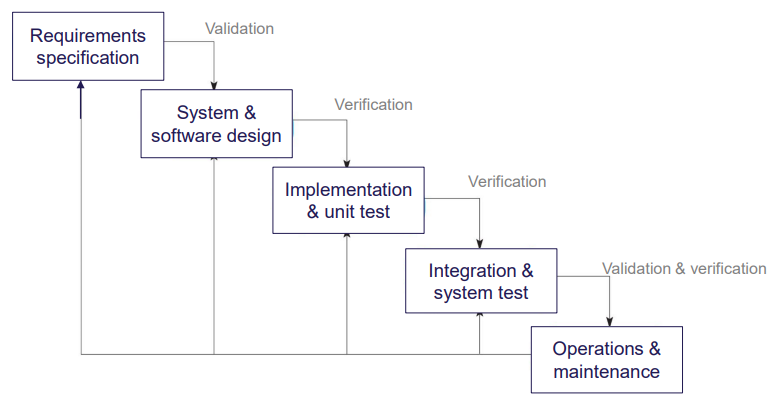 Requirements
specification
Validation
System &
software design
Verification
Implementation
& unit test
Verification
Integration &
system test
Validation & verification
Operations &
maintenance